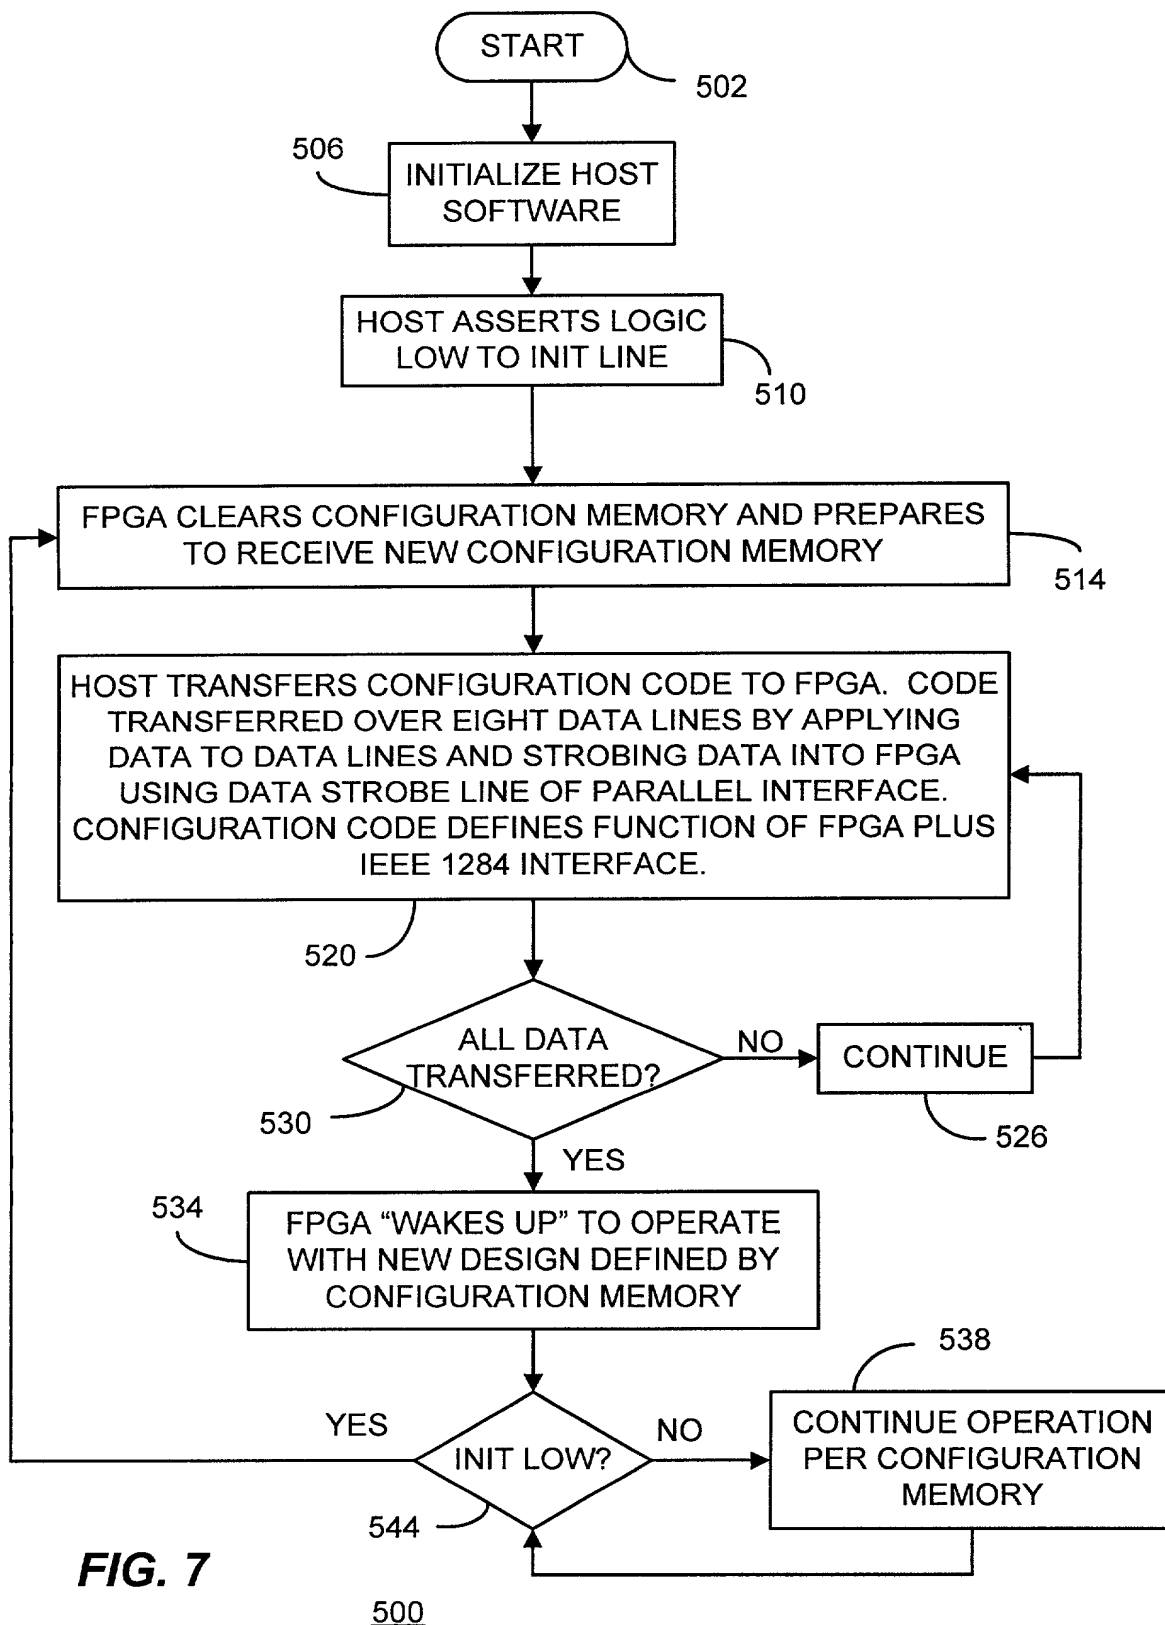 START
502
506
INITIALIZE HOST
SOFTWARE
HOST ASSERTS LOGIC
LOW TO INIT LINE
510
FPGA CLEARS CONFIGURATION MEMORY AND PREPARES
TO RECEIVE NEW CONFIGURATION MEMORY
514
HOST TRANSFERS CONFIGURATION CODE TO FPGA. CODE
TRANSFERRED OVER EIGHT DATA LINES BY APPLYING
DATA TO DATA LINES AND STROBING DATA INTO FPGA
USING DATA STROBE LINE OF PARALLEL INTERFACE.
CONFIGURATION CODE DEFINES FUNCTION OF FPGA PLUS
IEEE 1284 INTERFACE.
520
ALL DATA
TRANSFERRED?
NO
CONTINUE
530
526
YES
534
FPGA “WAKES UP” TO OPERATE
WITH NEW DESIGN DEFINED BY
CONFIGURATION MEMORY
538
YES
INIT LOW?
NO
CONTINUE OPERATION
PER CONFIGURATION
MEMORY
544
FIG. 7
500